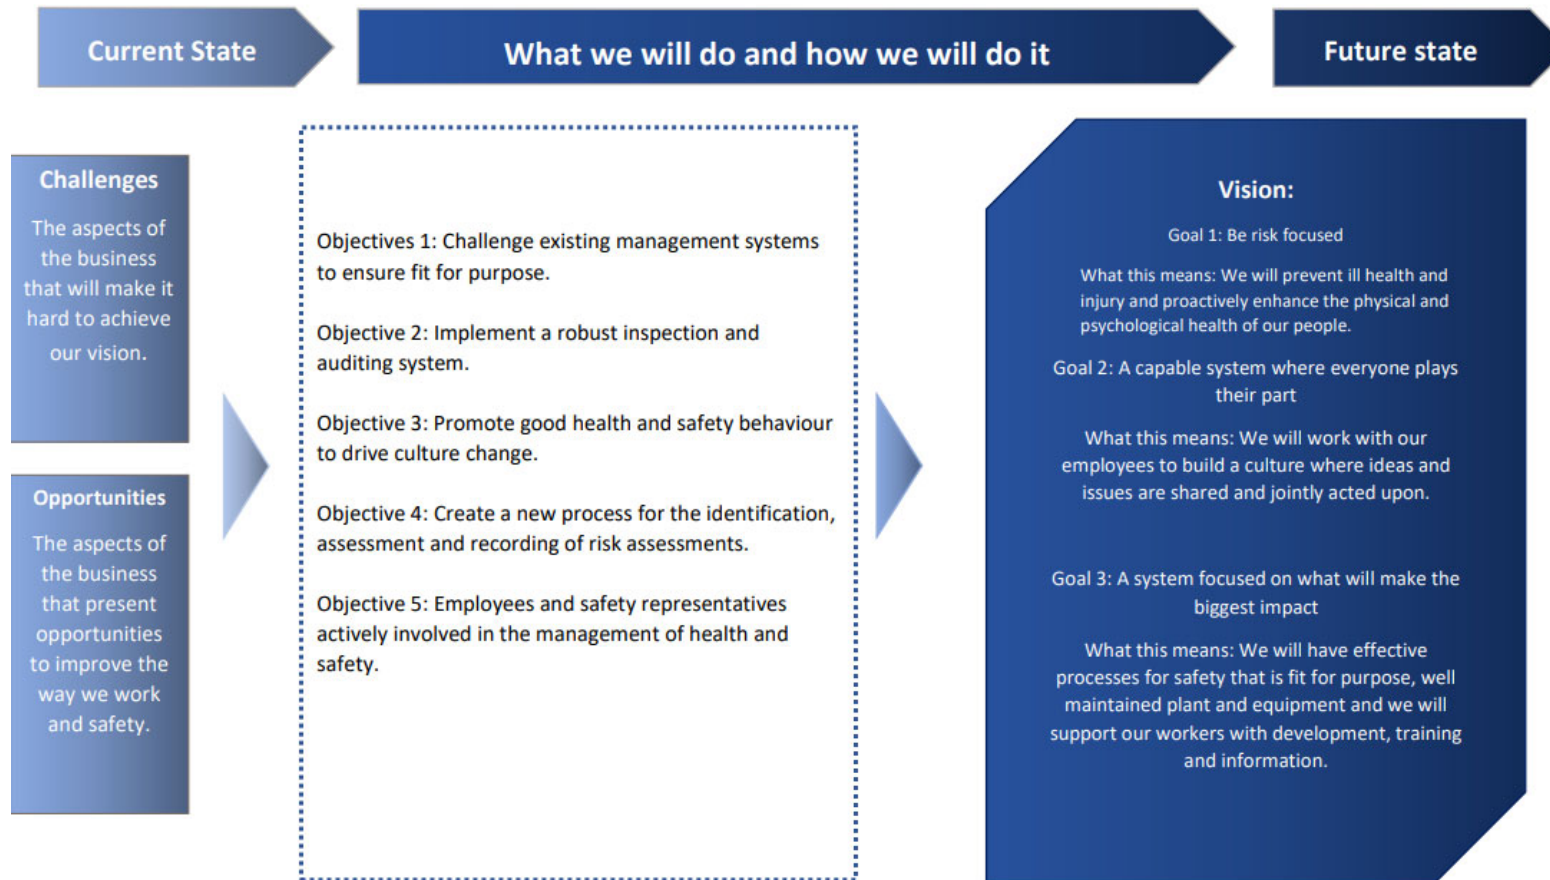 Current State
What we will do and how we will do it
Future state
Challenges
The aspects of
the business
that will make it
hard to achieve
our vision.
Opportunities
The aspects of
the business
that present
opportunities
to improve the
way we work
and safety.
Objectives 1: Challenge existing management systems
to ensure fit for purpose.
Objective 2: Implement a robust inspection and
auditing system.
Objective 3: Promote good health and safety behaviour
to drive culture change.
Objective 4: Create a new process for the identification,
assessment and recording of risk assessments.
Objective 5: Employees and safety representatives
actively involved in the management of health and
safety.
Vision:
Goal 1: Be risk focused
What this means: We will prevent ill health and
injury and proactively enhance the physical and
psychological health of our people.
Goal 2: A capable system where everyone plays
their part
What this means: We will work with our
employees to build a culture where ideas and
issues are shared and jointly acted upon.
Goal 3: A system focused on what will make the
biggest impact
What this means: We will have effective
processes for safety that is fit for purpose, well
maintained plant and equipment and we will
support our workers with development, training
and information.